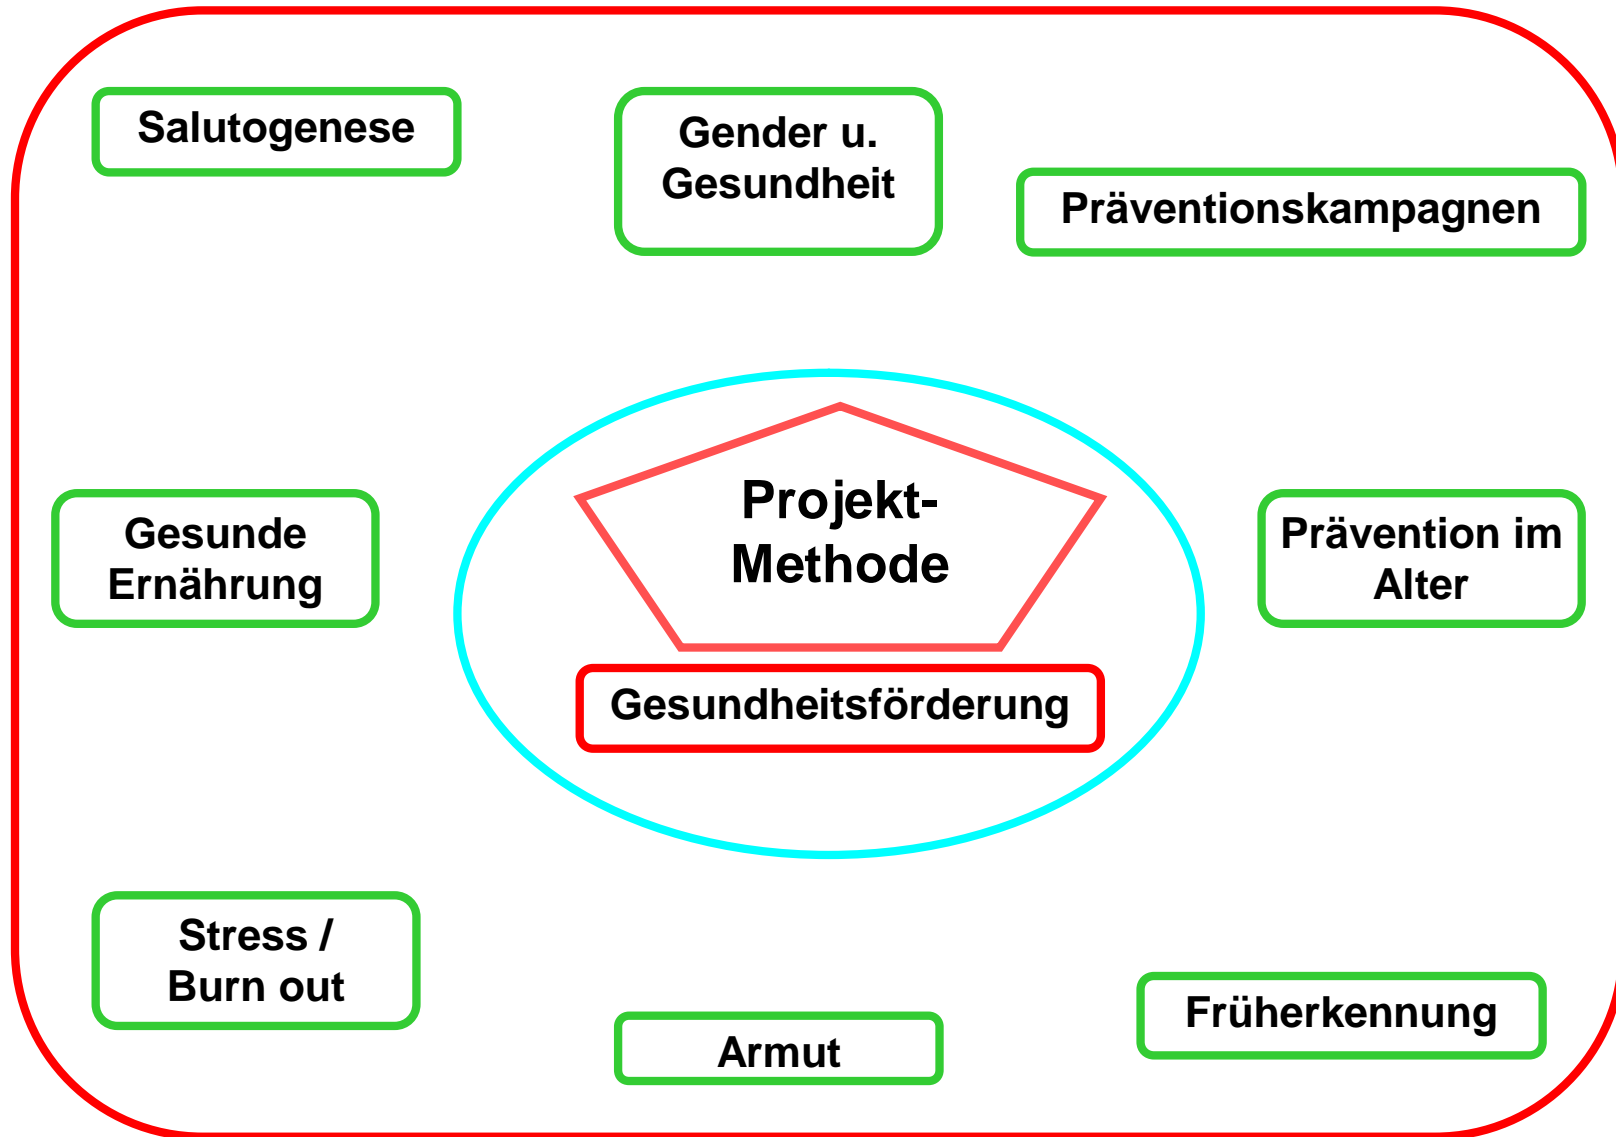 Salutogenese
Gender u.
Gesundheit
Präventionskampagnen
Projekt-
Methode
Gesundheitsförderung
Gesunde
Ernährung
Prävention im
Alter
Stress /
Burn out
Armut
Früherkennung